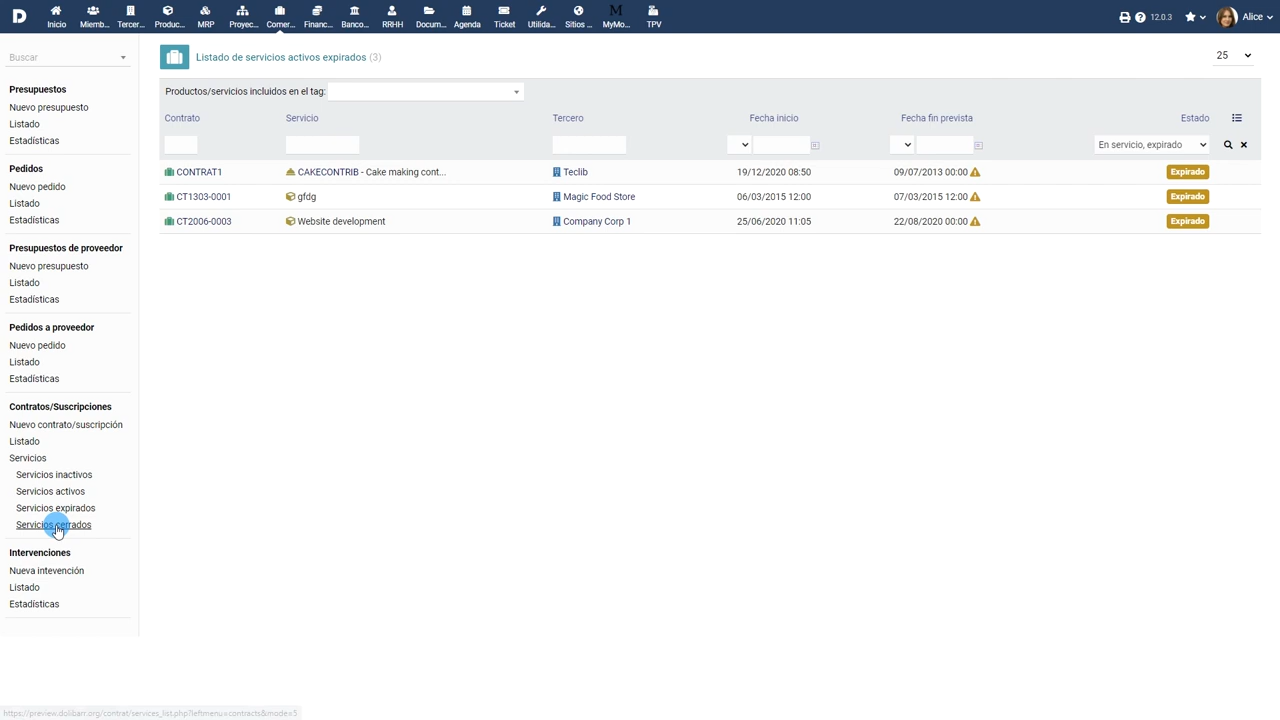 D Inicio Miemb... Tercer... Produc... MRP Proyec... Comer... Financ... Banco... RRHH Docum... Agenda Ticket Utilida... Sitios ... MyMo... TPV 12.0.3 Alice
Buscar
Presupuestos
Nuevo presupuesto
Listado
Estadísticas
Pedidos
Nuevo pedido
Listado
Estadísticas
Presupuestos de proveedor
Nuevo presupuesto
Listado
Estadísticas
Pedidos a proveedor
Nuevo pedido
Listado
Estadísticas
Contratos/Suscripciones
Nuevo contrato/suscripción
Listado
Servicios
Servicios inactivos
Servicios activos
Servicios expirados
Servicios cerrados
Intervenciones
Nueva intevención
Listado
Estadísticas
Listado de servicios activos expirados (3) 25
Productos/servicios incluidos en el tag:
Contrato Servicio Tercero Fecha inicio Fecha fin prevista Estado
En servicio, expirado
CONTRAT1 CAKECONTRIB - Cake making cont... Teclib 19/12/2020 08:50 09/07/2013 00:00 Expirado
CT1303-0001 gfdg Magic Food Store 06/03/2015 12:00 07/03/2015 12:00 Expirado
CT2006-0003 Website development Company Corp 1 25/06/2020 11:05 22/08/2020 00:00 Expirado
https://preview.dolibarr.org/contrat/services_list.php?leftmenu=contracts&mode=5